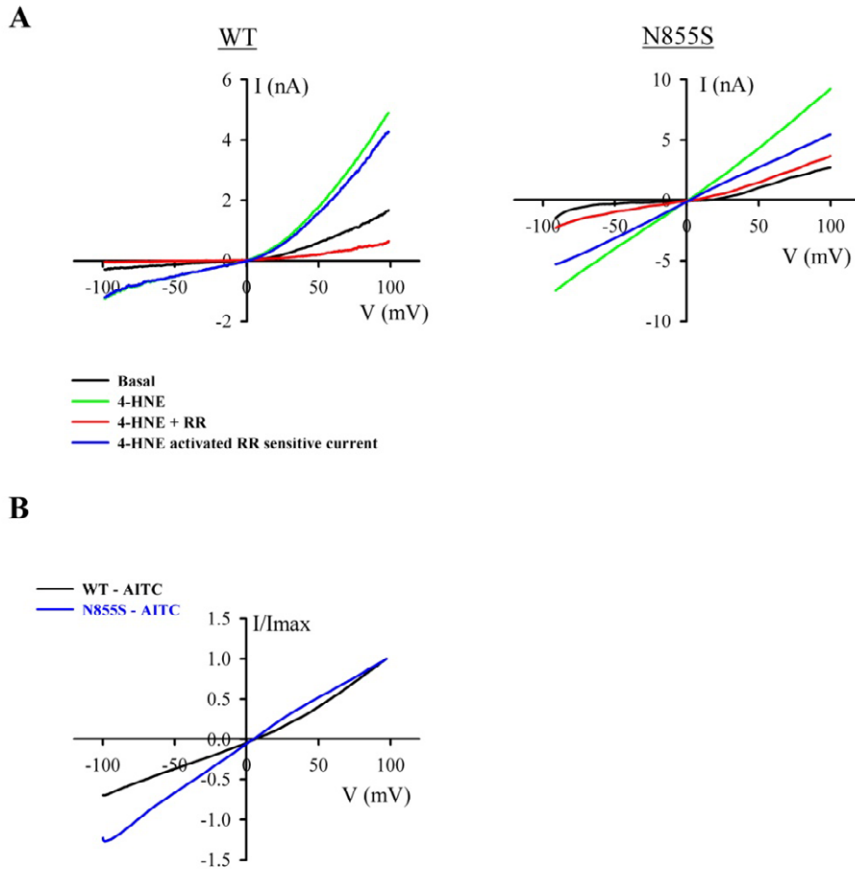 A
WT
N855S
6
I (nA)
4
2
0
-100
-50
0
50
100
V (mV)
-2
10
I (nA)
5
0
-100
-50
0
50
100
V (mV)
-5
-10
Basal
4-HNE
4-HNE + RR
4-HNE activated RR sensitive current
B
WT - AITC
N855S - AITC
1.5
I/Imax
1.0
0.5
0.0
-100
-50
0
50
100
-0.5
V (mV)
-1.0
-1.5